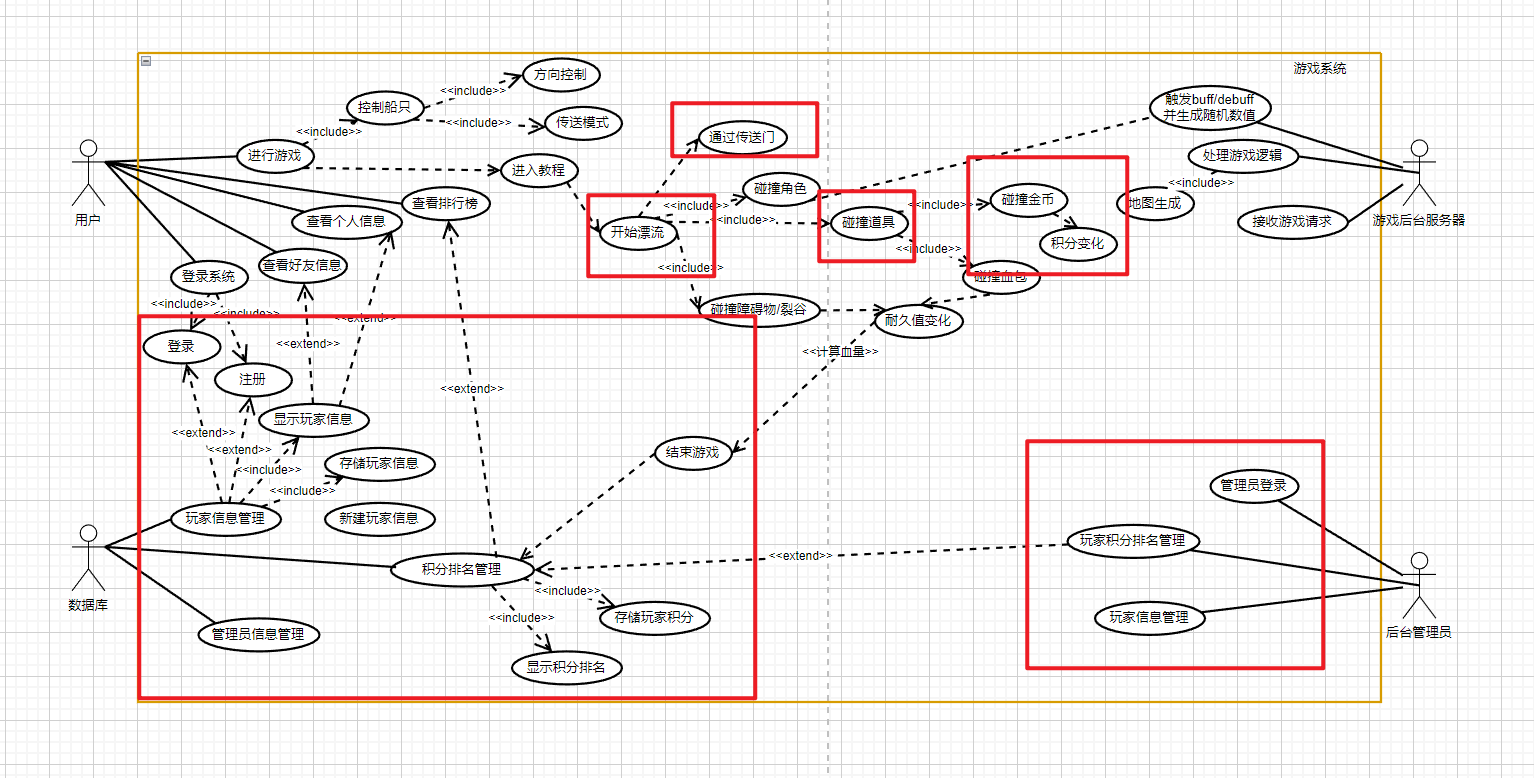 游戏系统
方向控制
<<include>>
控制船只
触发buff/debuff
并生成随机数值
<<include>>
传送模式
<<include>>
通过传送门
进行游戏
处理游戏逻辑
进入教程
<<include>>
碰撞角色
用户
查看排行榜
<<include>>
<<include>>
碰撞金币
地图生成
游戏后台服务器
查看个人信息
<<include>>
碰撞道具
接收游戏请求
开始漂流
积分变化
<<include>>
查看好友信息
<<include>>
登录系统
碰撞血包
<<include>>
<<include>>
碰撞障碍物/裂谷
<<extend>>
耐久值变化
登录
<<extend>>
<<计算血量>>
注册
<<extend>>
显示玩家信息
<<extend>>
<<extend>>
结束游戏
<<include>>
存储玩家信息
<<include>>
管理员登录
玩家信息管理
新建玩家信息
玩家积分排名管理
<<extend>>
积分排名管理
<<include>>
数据库
存储玩家积分
<<include>>
玩家信息管理
管理员信息管理
后台管理员
显示积分排名